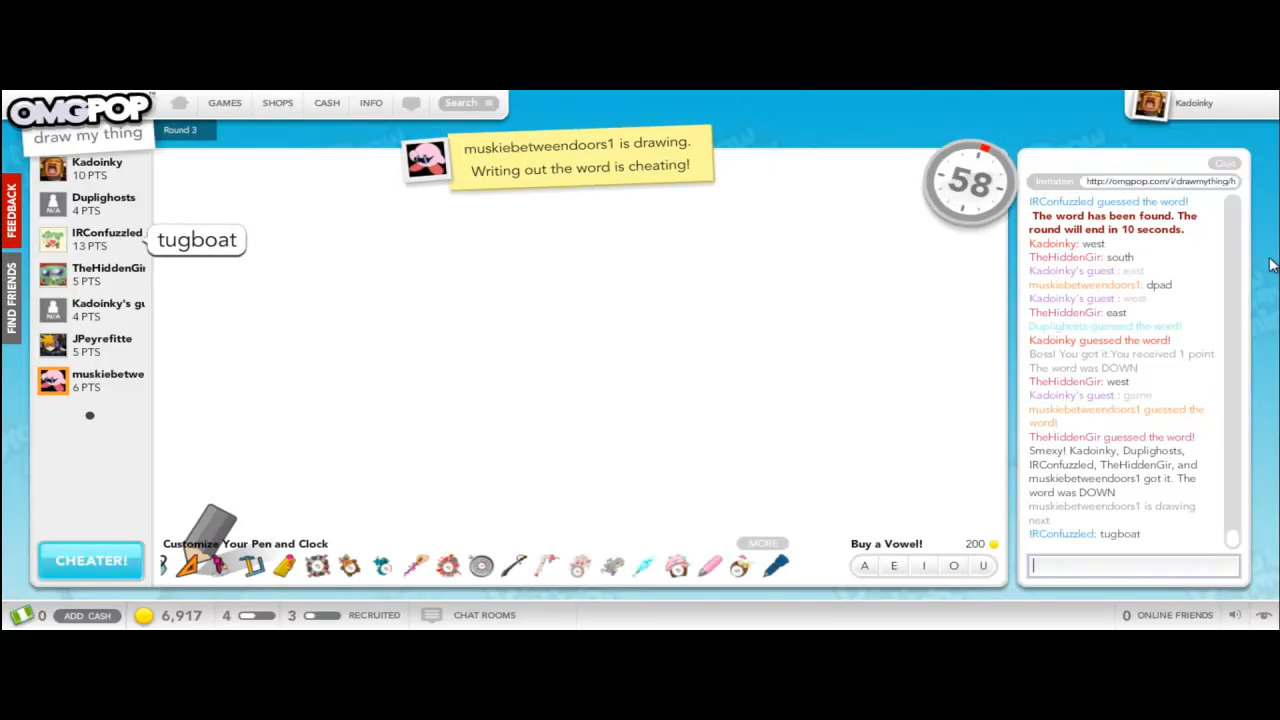 OMGPOP
draw my thing
GAMES
SHOPS
CASH
INFO
Search
Kadoinky
Round 3
muskiebetweendoors1 is drawing.
Writing out the word is cheating!
58
FEEDBACK
FIND FRIENDS
Kadoinky
10 PTS
N/A
Duplighosts
4 PTS
IRConfuzzled
13 PTS
tugboat
TheHiddenGir
5 PTS
N/A
Kadoinky's gu
4 PTS
JPeyrefitte
5 PTS
muskiebetwe
6 PTS
CHEATER!
Customize Your Pen and Clock
MORE
Buy a Vowel!
200
A E I O U
Quit
Invitation
http://omgpop.com/i/drawmything/h
IRConfuzzled guessed the word!
The word has been found. The
round will end in 10 seconds.
Kadoinky: west
TheHiddenGir: south
Kadoinky's guest : east
muskiebetweendoors1: dpad
Kadoinky's guest : west
TheHiddenGir: east
Duplighosts guessed the word!
Kadoinky guessed the word!
Boss! You got it.You received 1 point.
The word was DOWN
TheHiddenGir: west
Kadoinky's guest : game
muskiebetweendoors1 guessed the
word!
TheHiddenGir guessed the word!
Smexy! Kadoinky, Duplighosts,
IRConfuzzled, TheHiddenGir, and
muskiebetweendoors1 got it. The
word was DOWN
muskiebetweendoors1 is drawing
next
IRConfuzzled: tugboat
0
ADD CASH
6,917
4
3
RECRUITED
CHAT ROOMS
0 ONLINE FRIENDS